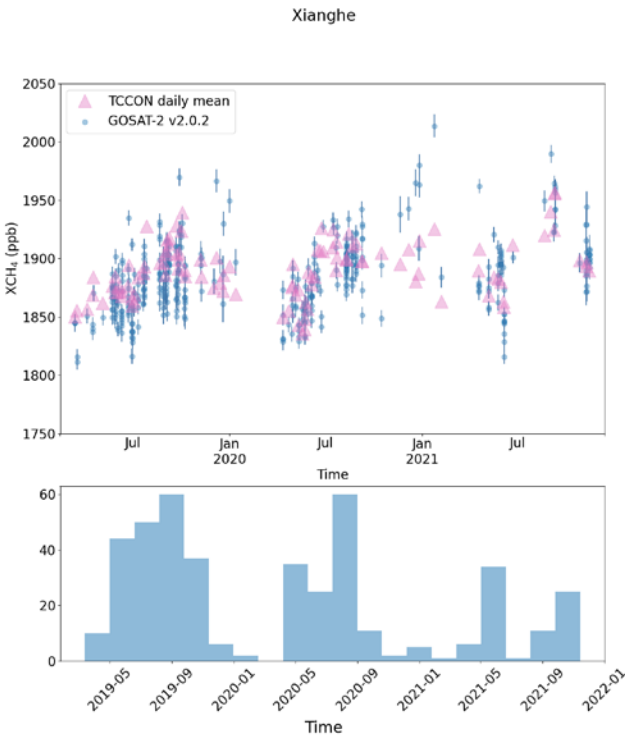 Xianghe
2050
2000
1950
1900
1850
1800
1750
XCH₄ (ppb)
TCCON daily mean
GOSAT-2 v2.0.2
Jul Jan Jul Jan Jul
2020 2021
Time
60
40
20
0
2019-05 2019-09 2020-01 2020-05 2020-09 2021-01 2021-05 2021-09 2022-01
Time